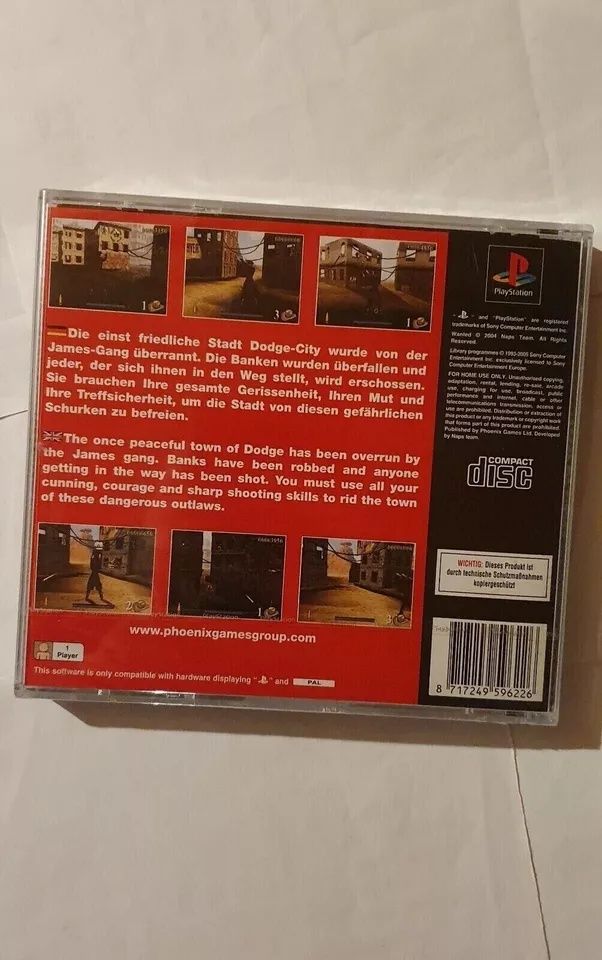 1
3
1
PlayStation
Die einst friedliche Stadt Dodge-City wurde von der
James-Gang überrannt. Die Banken wurden überfallen und
jeder, der sich ihnen in den Weg stellt, wird erschossen.
Sie brauchen Ihre gesamte Gerissenheit, Ihren Mut und
Ihre Treffsicherheit, um die Stadt von diesen gefährlichen
Schurken zu befreien.
The once peaceful town of Dodge has been overrun by
the James gang. Banks have been robbed and anyone
getting in the way has been shot. You must use all your
cunning, courage and sharp shooting skills to rid the town
of these dangerous outlaws.
2
1
3
www.phoenixgamesgroup.com
1
Player
This software is only compatible with hardware displaying " " and PAL
" " and "PlayStation" are registered
trademarks of Sony Computer Entertainment Inc.
Wanted © 2004 Naps Team. All Rights
Reserved.
Library programmes © 1993-2005 Sony Computer
Entertainment Inc. exclusively licensed to Sony
Computer Entertainment Europe.
FOR HOME USE ONLY. Unauthorised copying,
adaptation, rental, lending, re-sale, arcade
use, charging for use, broadcast, public
performance and internet, cable or other
telecommunications transmission, access or
use are prohibited. Distribution or extraction of
this product or any trademark or copyright work
that forms part of this product are prohibited.
Published by Phoenix Games Ltd. Developed
by Naps team.
COMPACT
disc
WICHTIG: Dieses Produkt ist
durch technische Schutzmaßnahmen
kopiergeschützt!
8 717249 596226